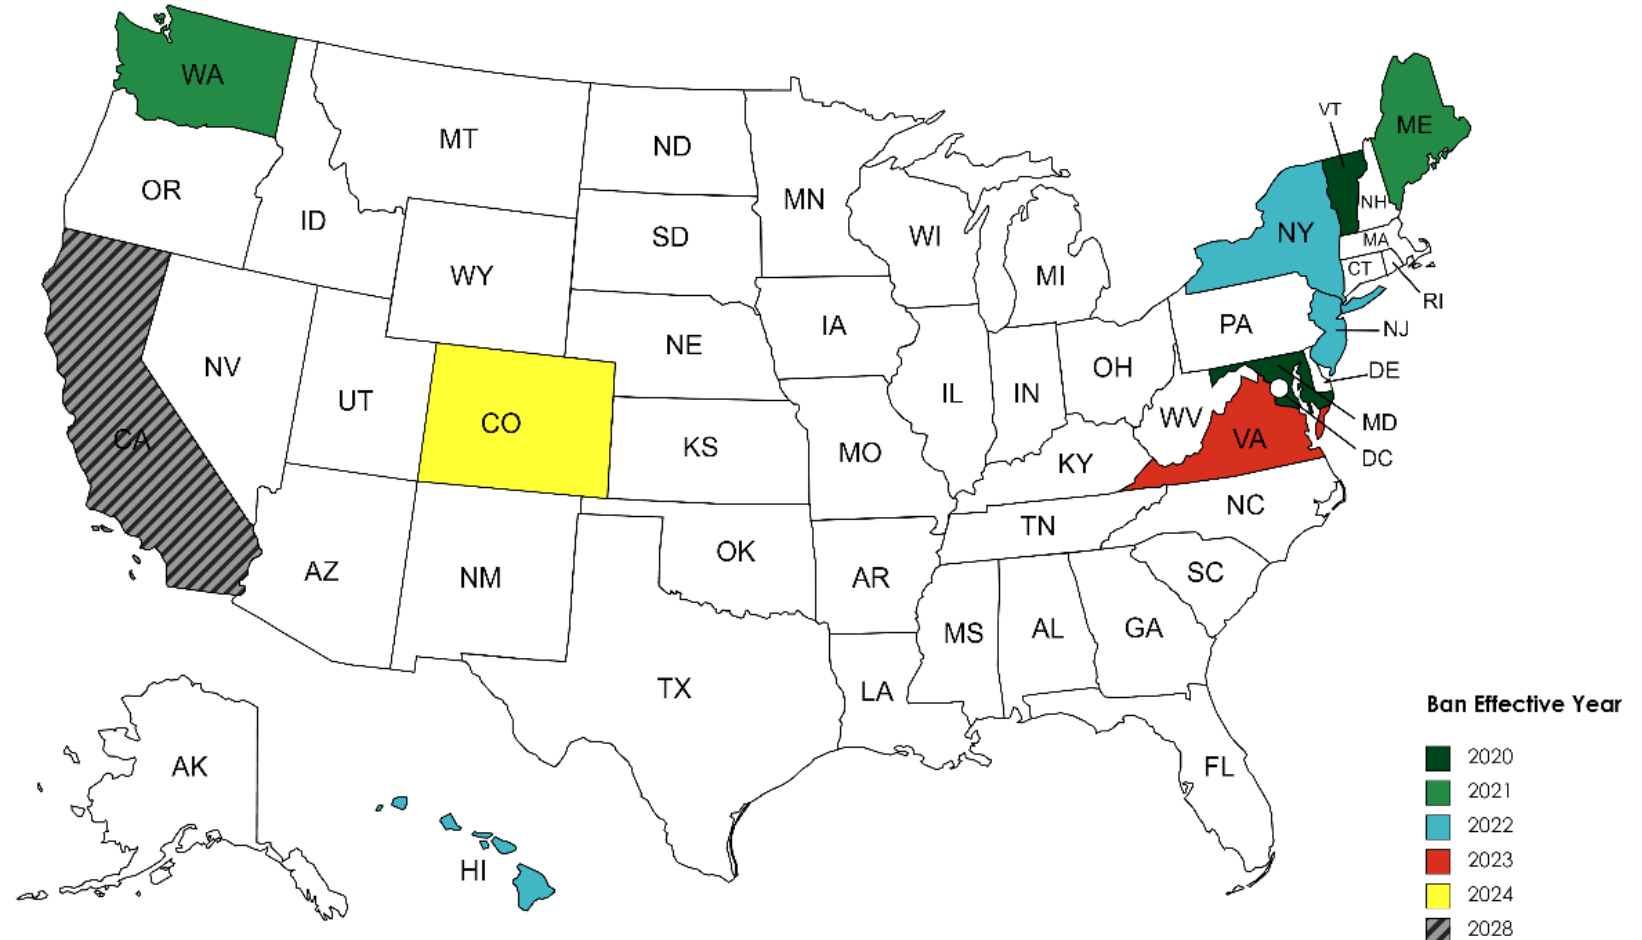 WA
ME
VT
MT
ND
OR
MN
ID
NH
SD
WI
NY
MA
WY
MI
CT
RI
IA
PA
NJ
NE
NV
OH
DE
UT
IL
IN
CO
WV
MD
CA
VA
KS
MO
DC
KY
NC
TN
OK
AZ
NM
AR
SC
MS
AL
GA
TX
LA
Ban Effective Year
AK
FL
2020
2021
2022
HI
2023
2024
2028